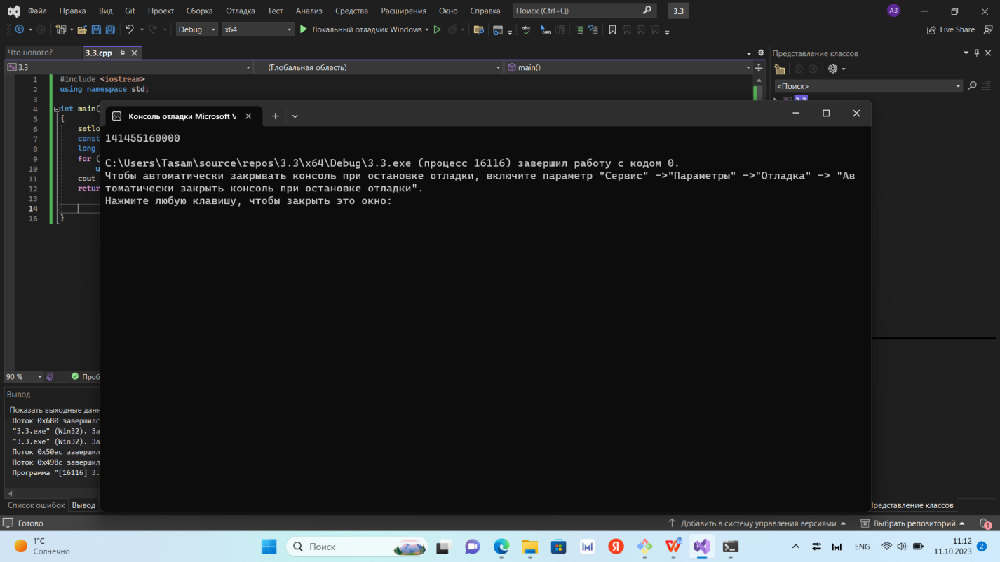 Файл Правка Вид Git Проект Сборка Отладка Тест Анализ Средства Расширения Окно Справка Поиск (Ctrl+Q) 3.3 АЗ
Debug x64 Локальный отладчик Windows Live Share
Что нового? 3.3.cpp
3.3 (Глобальная область) main()
Представление классов
<Поиск>
1 #include <iostream>
2 using namespace std;
3
4 int main(
5 {
6 setlo
7 const
8 long
9 for (
10 u
11 cout
12 retur
13
14
15 }
Консоль отладки Microsoft V
141455160000
C:\Users\Tasam\source\repos\3.3\x64\Debug\3.3.exe (процесс 16116) завершил работу с кодом 0.
Чтобы автоматически закрывать консоль при остановке отладки, включите параметр "Сервис" ->"Параметры" ->"Отладка" -> "Ав
томатически закрыть консоль при остановке отладки".
Нажмите любую клавишу, чтобы закрыть это окно:
90 % Проб
Вывод
Показать выходные данн
Поток 0x680 завершилс
"3.3.exe" (Win32). За
"3.3.exe" (Win32). За
Поток 0x50ec завершил
Поток 0x498c завершил
Программа "[16116] 3.
Список ошибок Вывод
Представление классов
Готово Добавить в систему управления версиями Выбрать репозиторий 1
1°C
Солнечно
Поиск
ENG
11:12
11.10.2023
2